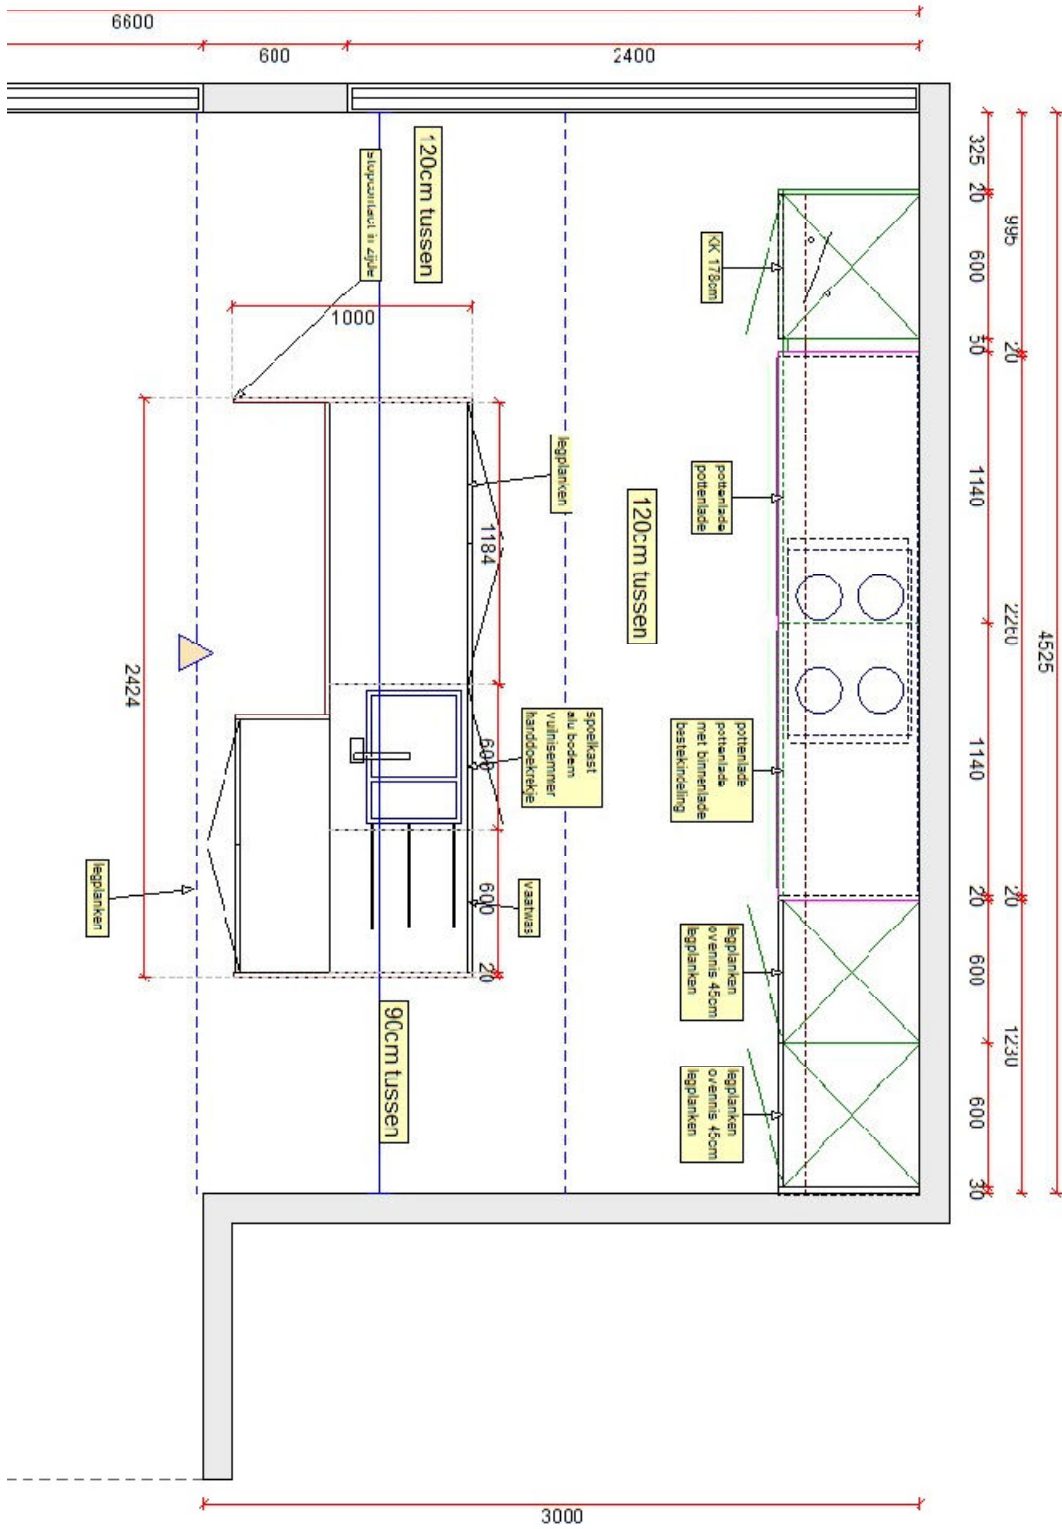 6600
600
2400
325
20
995
600
50
20
1140
2260
4525
1140
20
20
600
1230
600
30
120cm tussen
stopcontact in zijde
1000
KK 178cm
legplanken
1184
120cm tussen
pottenlade
pottenlade
2424
600
spoelkast
alu bodem
vuilnisemmer
handdoekrekje
pottenlade
pottenlade
met binnenlade
bestekindeling
legplanken
600
vaatwas
20
90cm tussen
legplanken
ovennis 45cm
legplanken
legplanken
ovennis 45cm
legplanken
3000